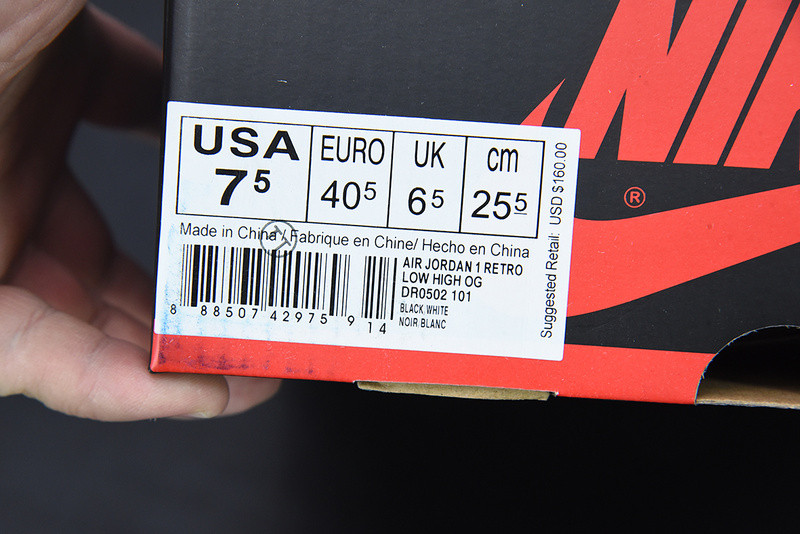 NIK
®
USA EURO UK cm
7 5 40 5 6 5 25 5
Made in China / Fabrique en Chine/ Hecho en China
AIR JORDAN 1 RETRO
LOW HIGH OG
DR0502 101
BLACK WHITE
NOIR BLANC
8 88507 42975 9 14
Suggested Retail: USD $160.00